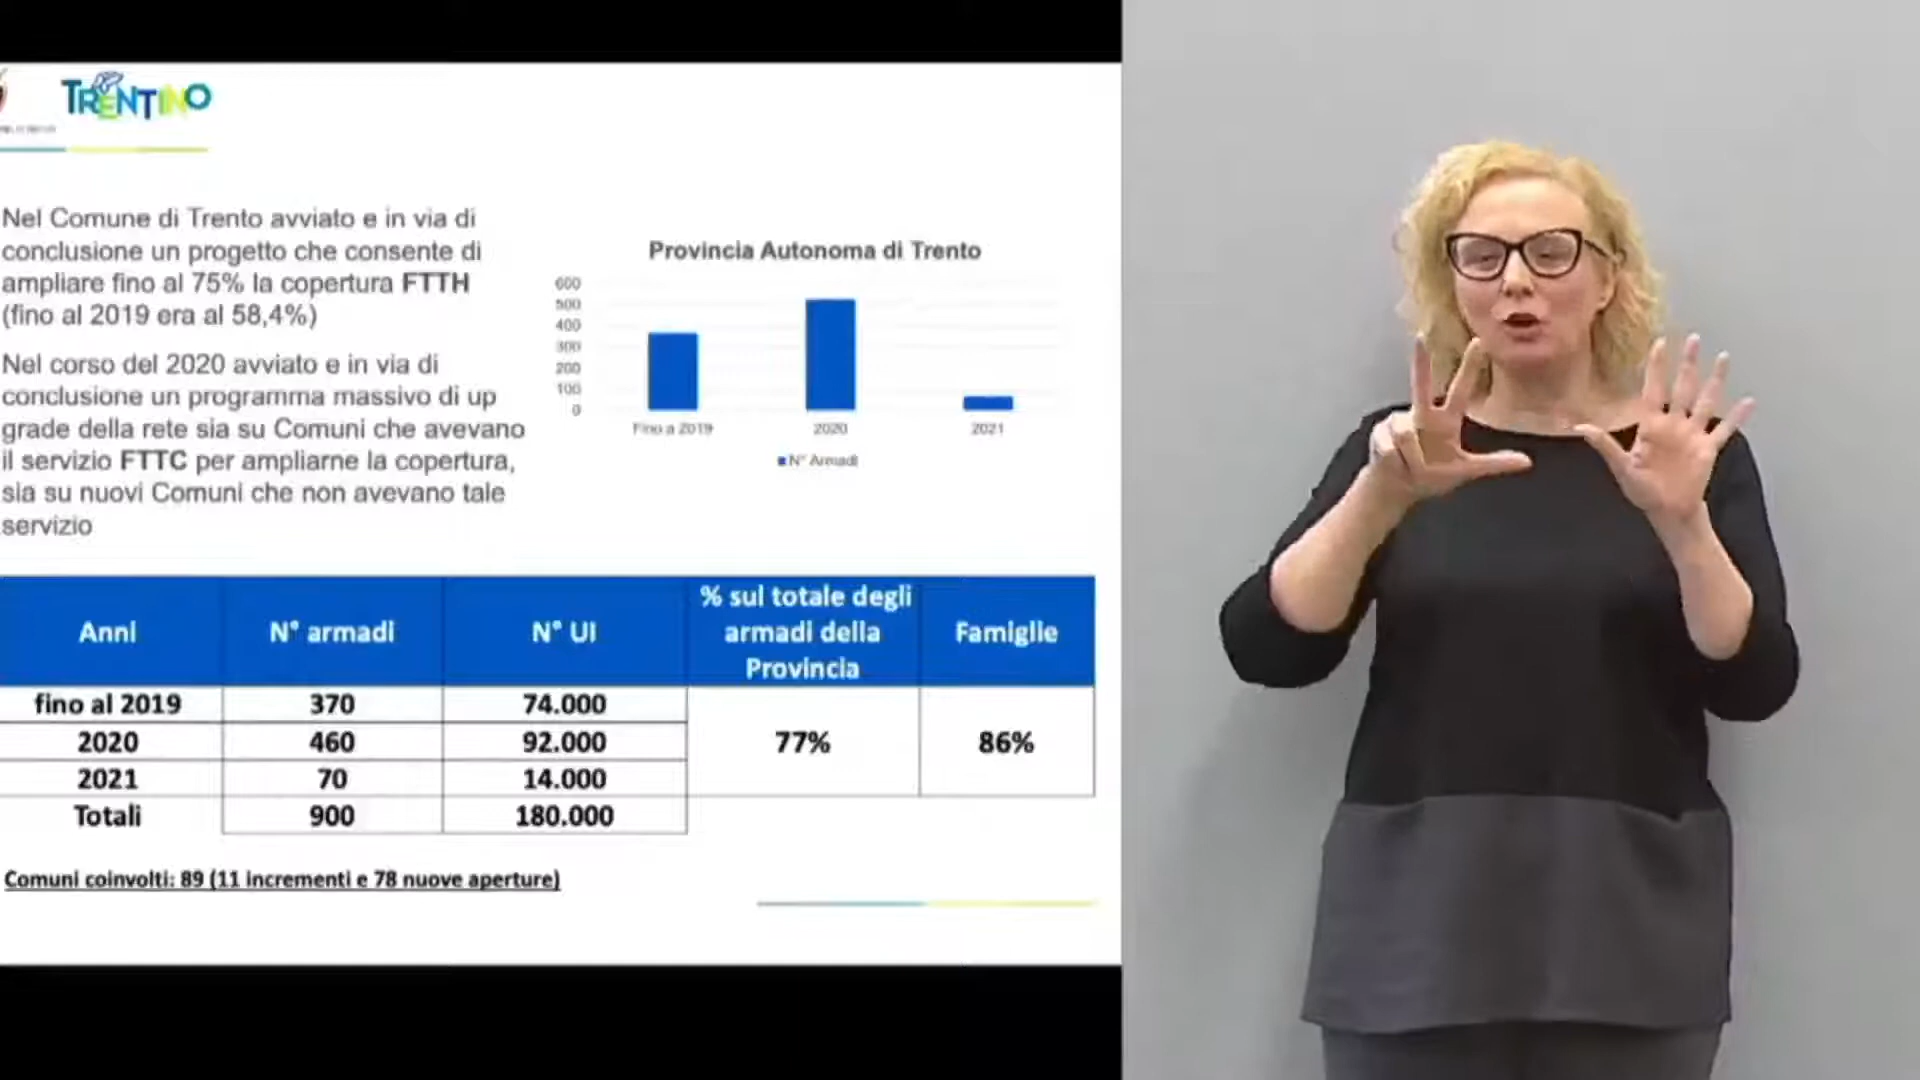 TRENTINO
Nel Comune di Trento avviato e in via di
conclusione un progetto che consente di
ampliare fino al 75% la copertura FTTH
(fino al 2019 era al 58,4%)
Nel corso del 2020 avviato e in via di
conclusione un programma massivo di up
grade della rete sia su Comuni che avevano
il servizio FTTC per ampliarne la copertura,
sia su nuovi Comuni che non avevano tale
servizio
Provincia Autonoma di Trento
600
500
400
300
200
100
0
Fino a 2019 2020 2021
N° Armadi
Anni N° armadi N° UI % sul totale degli armadi della Provincia Famiglie
fino al 2019 370 74.000
2020 460 92.000 77% 86%
2021 70 14.000
Totali 900 180.000
Comuni coinvolti: 89 (11 incrementi e 78 nuove aperture)